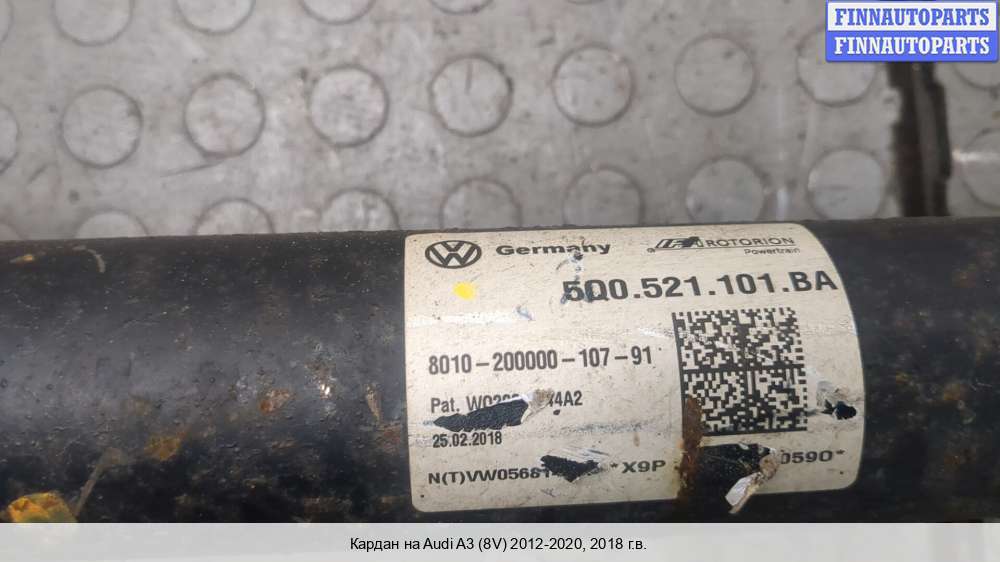 FINNAUTOPARTS
FINNAUTOPARTS
Germany
ROTORION
Powertrain
5Q0.521.101.BA
8010-200000-107-91
Pat.
25.02.2018
*X9P
Кардан на Audi A3 (8V) 2012-2020, 2018 г.в.